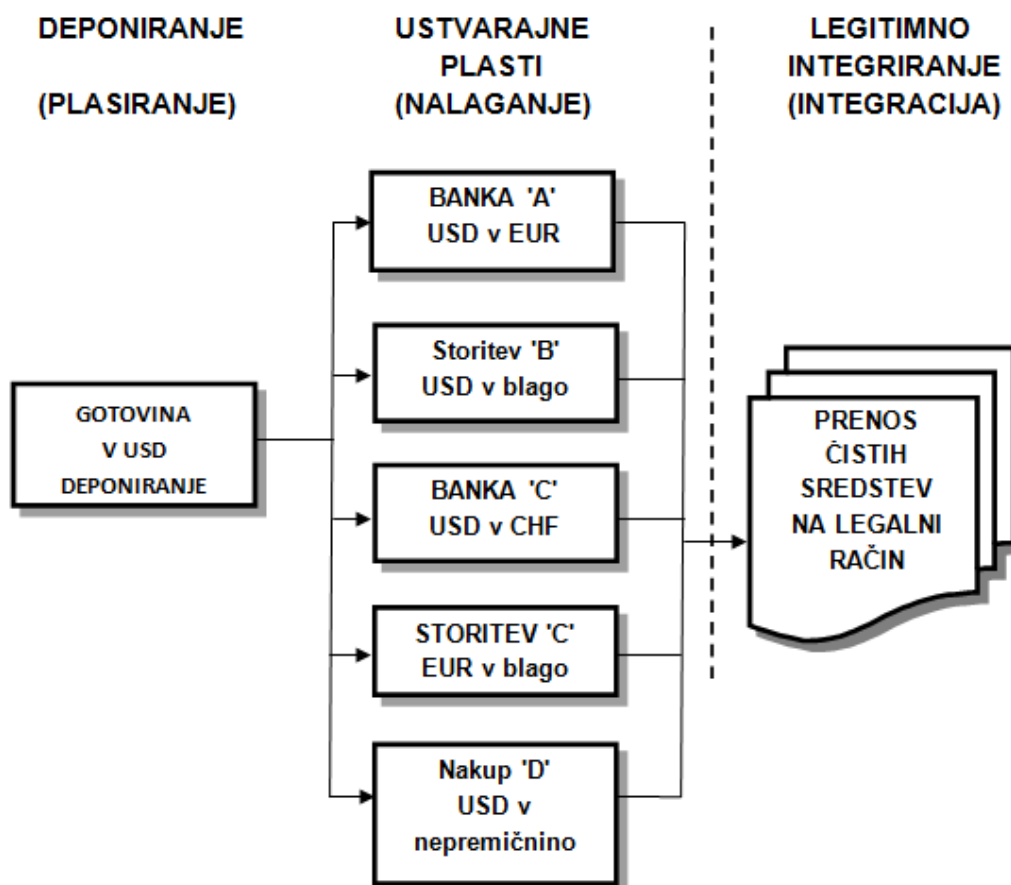 DEPONIRANJE
(PLASIRANJE)
USTVARAJNE
PLASTI
(NALAGANJE)
LEGITIMNO
INTEGRIRANJE
(INTEGRACIJA)
GOTOVINA
V USD
DEPONIRANJE
BANKA 'A'
USD v EUR
Storitev 'B'
USD v blago
BANKA 'C'
USD v CHF
STORITEV 'C'
EUR v blago
Nakup 'D'
USD v
nepremičnino
PRENOS
ČISTIH
SREDSTEV
NA LEGALNI
RAČIN